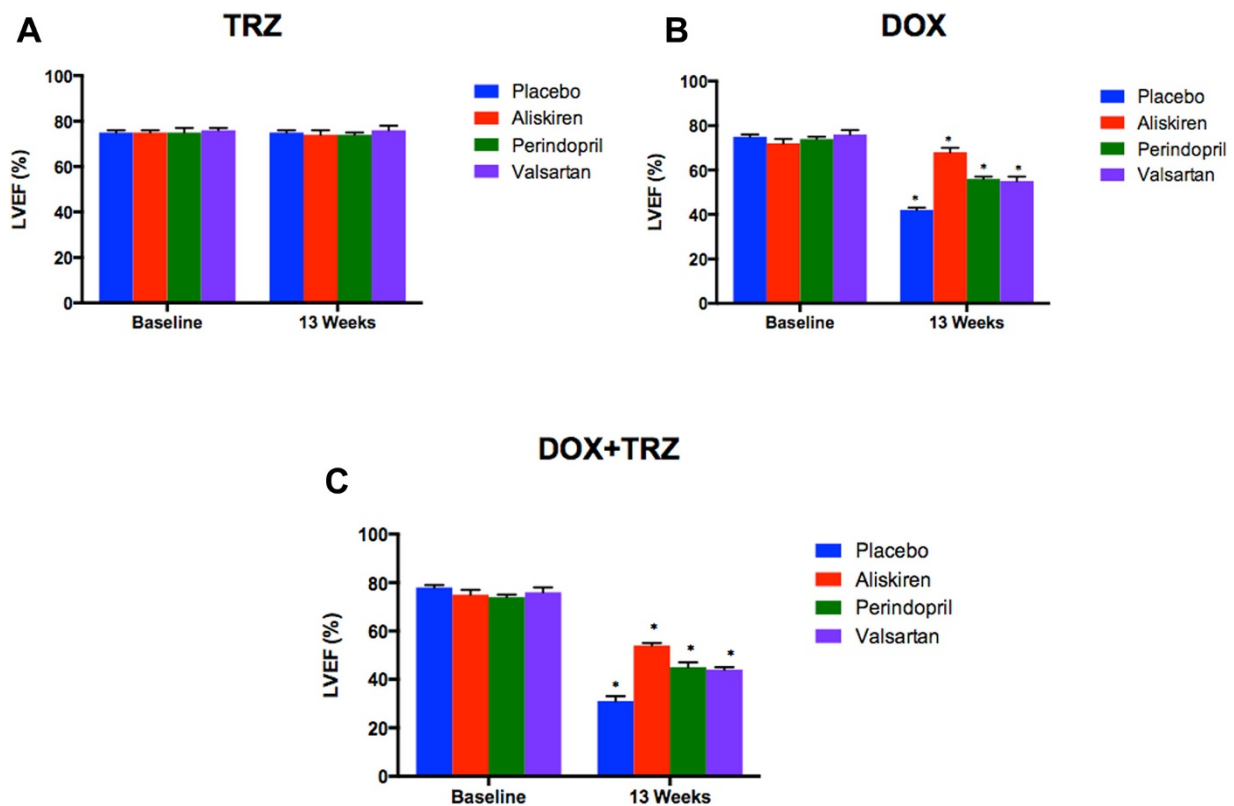 A
TRZ
LVEF (%)
100
80
60
40
20
0
Baseline
13 Weeks
Placebo
Aliskiren
Perindopril
Valsartan
B
DOX
LVEF (%)
100
80
60
40
20
0
* * * *
Baseline
13 Weeks
Placebo
Aliskiren
Perindopril
Valsartan
C
DOX+TRZ
LVEF (%)
100
80
60
40
20
0
* * * *
Baseline
13 Weeks
Placebo
Aliskiren
Perindopril
Valsartan